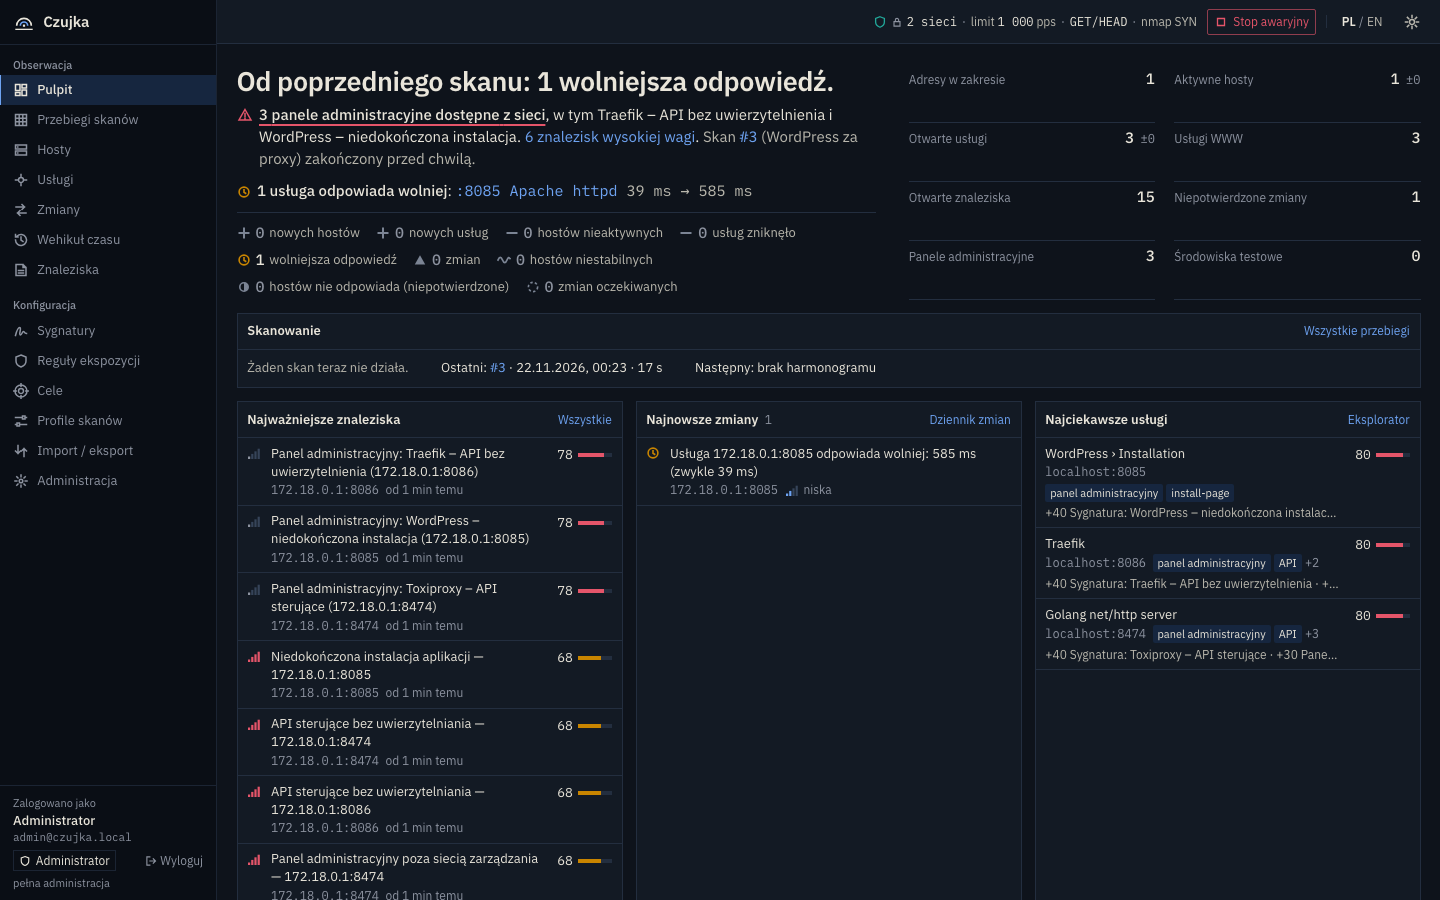 Czujka
2 sieci · limit 1 000 pps · GET/HEAD · nmap SYN
Stop awaryjny
PL / EN
Obserwacja
Pulpit
Przebiegi skanów
Hosty
Usługi
Zmiany
Wehikuł czasu
Znaleziska
Konfiguracja
Sygnatury
Reguły ekspozycji
Cele
Profile skanów
Import / eksport
Administracja
Zalogowano jako
Administrator
admin@czujka.local
Administrator
Wyloguj
pełna administracja
Od poprzedniego skanu: 1 wolniejsza odpowiedź.
3 panele administracyjne dostępne z sieci, w tym Traefik – API bez uwierzytelnienia i
WordPress – niedokończona instalacja. 6 znalezisk wysokiej wagi. Skan #3 (WordPress za
proxy) zakończony przed chwilą.
1 usługa odpowiada wolniej: :8085 Apache httpd 39 ms → 585 ms
0 nowych hostów
0 nowych usług
0 hostów nieaktywnych
0 usług zniknęło
1 wolniejsza odpowiedź
0 zmian
0 hostów niestabilnych
0 hostów nie odpowiada (niepotwierdzone)
0 zmian oczekiwanych
Adresy w zakresie 1
Aktywne hosty 1 ±0
Otwarte usługi 3 ±0
Usługi WWW 3
Otwarte znaleziska 15
Niepotwierdzone zmiany 1
Panele administracyjne 3
Środowiska testowe 0
Skanowanie
Wszystkie przebiegi
Żaden skan teraz nie działa.
Ostatni: #3 · 22.11.2026, 00:23 · 17 s
Następny: brak harmonogramu
Najważniejsze znaleziska
Wszystkie
Panel administracyjny: Traefik – API bez
uwierzytelnienia (172.18.0.1:8086)
172.18.0.1:8086 od 1 min temu
78
Panel administracyjny: WordPress –
niedokończona instalacja (172.18.0.1:8085)
172.18.0.1:8085 od 1 min temu
78
Panel administracyjny: Toxiproxy – API
sterujące (172.18.0.1:8474)
172.18.0.1:8474 od 1 min temu
78
Niedokończona instalacja aplikacji —
172.18.0.1:8085
172.18.0.1:8085 od 1 min temu
68
API sterujące bez uwierzytelniania —
172.18.0.1:8474
172.18.0.1:8474 od 1 min temu
68
API sterujące bez uwierzytelniania —
172.18.0.1:8086
172.18.0.1:8086 od 1 min temu
68
Panel administracyjny poza siecią zarządzania
— 172.18.0.1:8474
172.18.0.1:8474 od 1 min temu
68
Najnowsze zmiany 1
Dziennik zmian
Usługa 172.18.0.1:8085 odpowiada wolniej: 585 ms
(zwykle 39 ms)
172.18.0.1:8085 niska
Najciekawsze usługi
Eksplorator
WordPress › Installation
localhost:8085
panel administracyjny install-page
+40 Sygnatura: WordPress – niedokończona instalac…
80
Traefik
localhost:8086 panel administracyjny API +2
+40 Sygnatura: Traefik – API bez uwierzytelnienia · +…
80
Golang net/http server
localhost:8474 panel administracyjny API +3
+40 Sygnatura: Toxiproxy – API sterujące · +30 Pane…
80